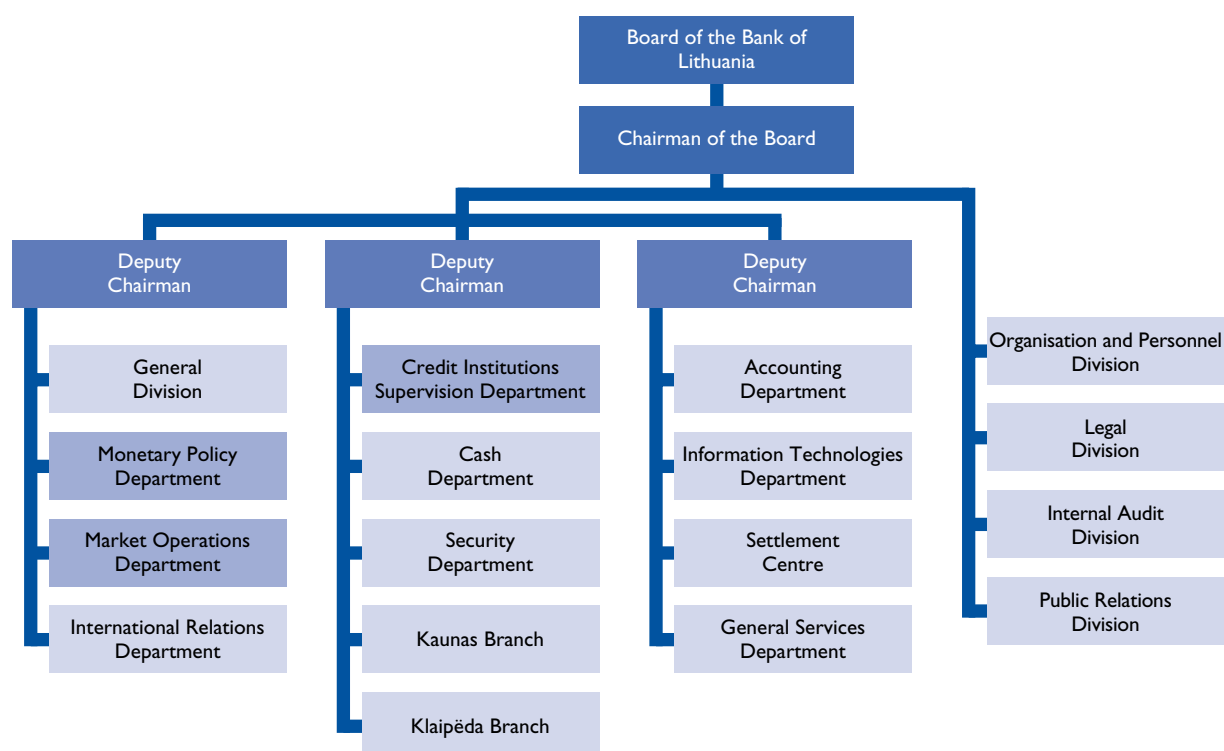 Board of the Bank of
Lithuania
Chairman of the Board
Deputy
Chairman
General
Division
Monetary Policy
Department
Market Operations
Department
International Relations
Department
Deputy
Chairman
Credit Institutions
Supervision Department
Cash
Department
Security
Department
Kaunas Branch
Klaipëda Branch
Deputy
Chairman
Accounting
Department
Information Technologies
Department
Settlement
Centre
General Services
Department
Organisation and Personnel
Division
Legal
Division
Internal Audit
Division
Public Relations
Division